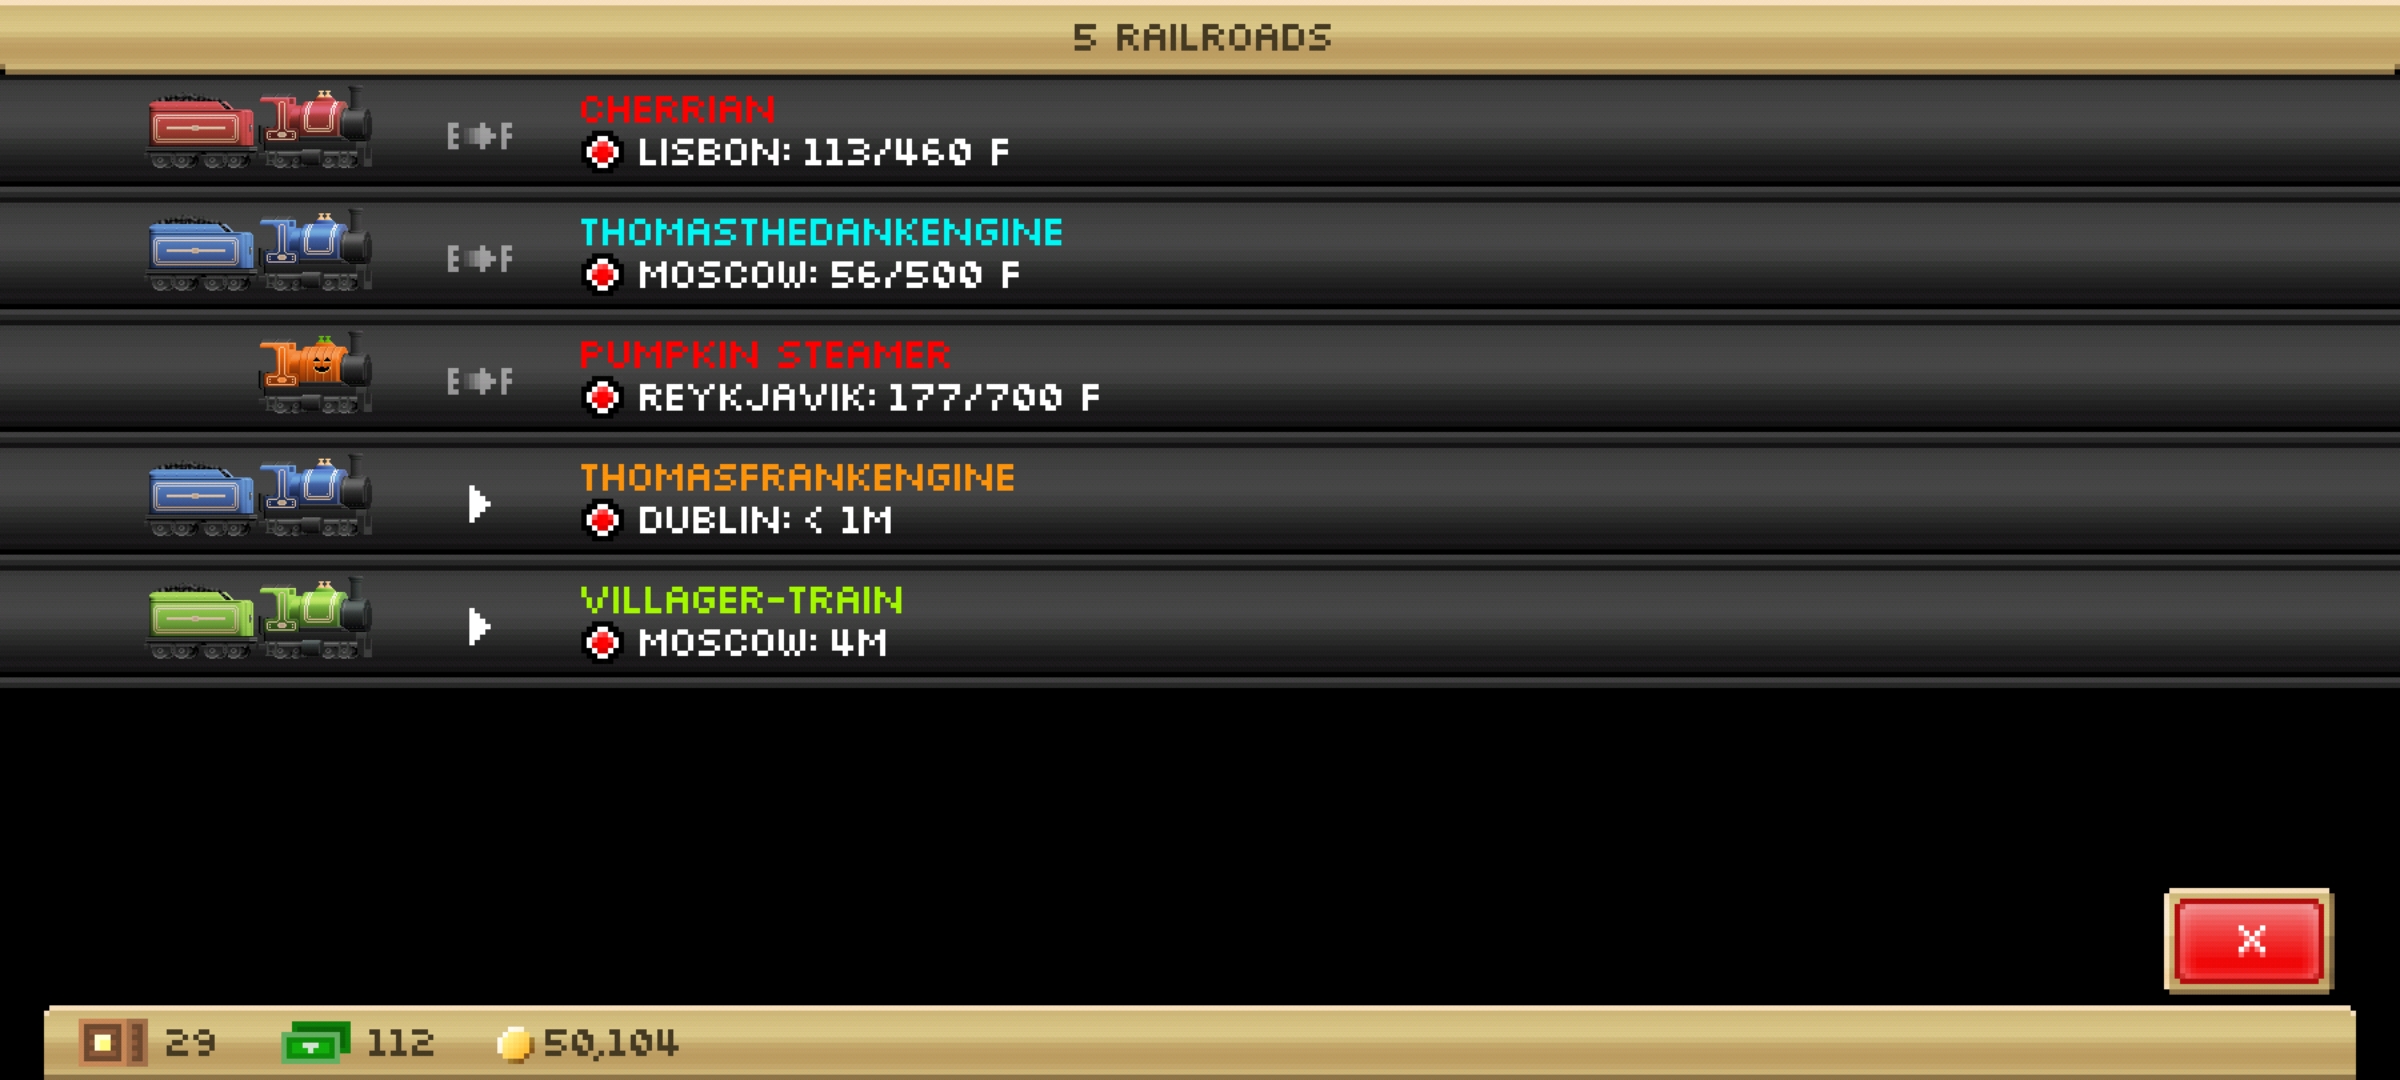 5 RAILROADS
CHERRIAN
E F
LISBON: 113/460 F
THOMASTHEDANKENGINE
E F
MOSCOW: 56/500 F
PUMPKIN STEAMER
E F
REYKJAVIK: 177/700 F
THOMASFRANKENGINE
DUBLIN: < 1M
VILLAGER-TRAIN
MOSCOW: 4M
X
29 112 50,104